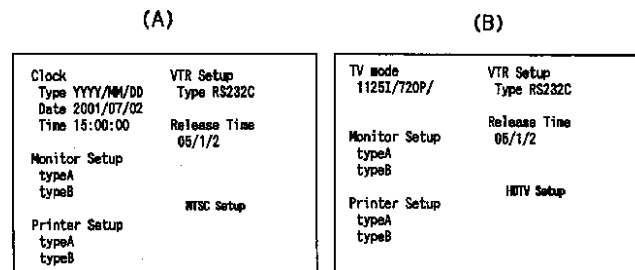 (A)
Clock
Type YYYY/MM/DD
Date 2001/07/02
Time 15:00:00
Monitor Setup
typeA
typeB
Printer Setup
typeA
typeB
VTR Setup
Type RS232C
Release Time
05/1/2
NTSC Setup
(B)
TV mode
1125I/720P/
Monitor Setup
typeA
typeB
Printer Setup
typeA
typeB
VTR Setup
Type RS232C
Release Time
05/1/2
HDTV Setup